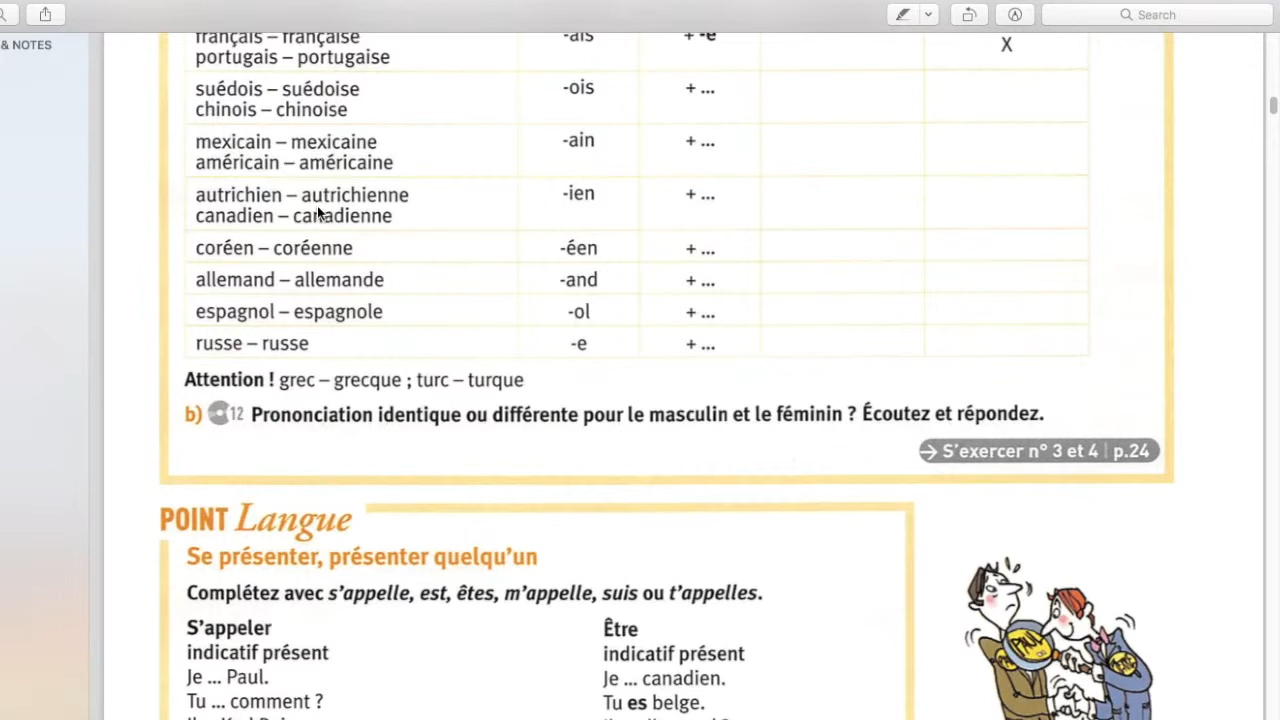 Search
& NOTES
français – française -ais + -e
portugais – portugaise X
suédois – suédoise -ois + ...
chinois – chinoise
mexicain – mexicaine -ain + ...
américain – américaine
autrichien – autrichienne -ien + ...
canadien – canadienne
coréen – coréenne -éen + ...
allemand – allemande -and + ...
espagnol – espagnole -ol + ...
russe – russe -e + ...
Attention ! grec – grecque ; turc – turque
b) 12 Prononciation identique ou différente pour le masculin et le féminin ? Écoutez et répondez.
→ S'exercer n° 3 et 4 | p.24
POINT Langue
Se présenter, présenter quelqu'un
Complétez avec s'appelle, est, êtes, m'appelle, suis ou t'appelles.
S'appeler
indicatif présent
Je ... Paul.
Tu ... comment ?
Être
indicatif présent
Je ... canadien.
Tu es belge.
PAUL